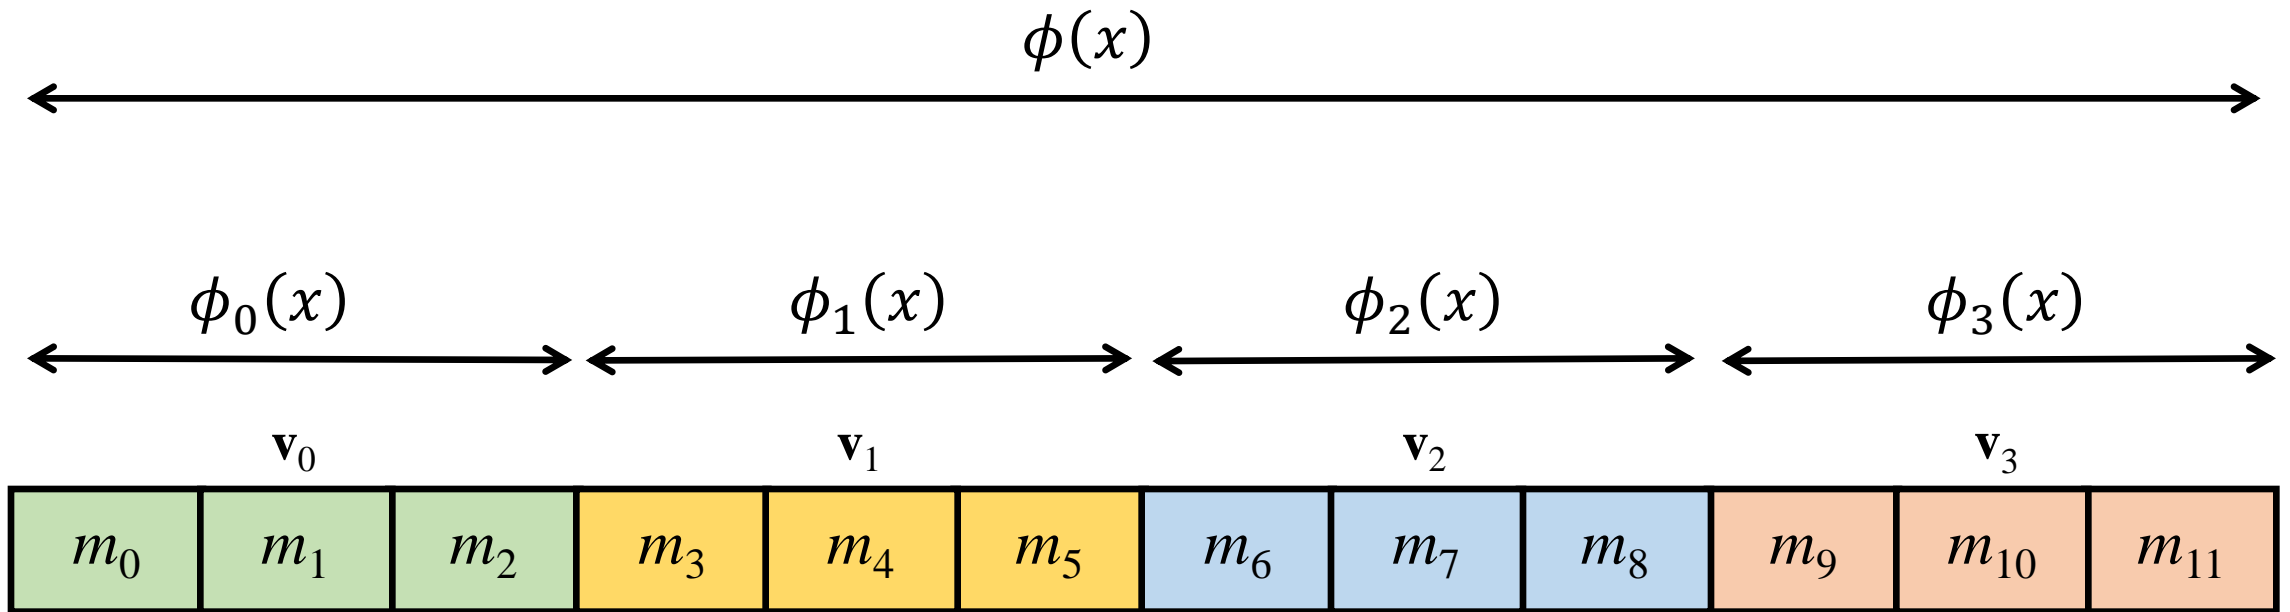 ϕ(x)
ϕ₀(x) ϕ₁(x) ϕ₂(x) ϕ₃(x)
v₀ v₁ v₂ v₃
m₀ m₁ m₂ m₃ m₄ m₅ m₆ m₇ m₈ m₉ m₁₀ m₁₁